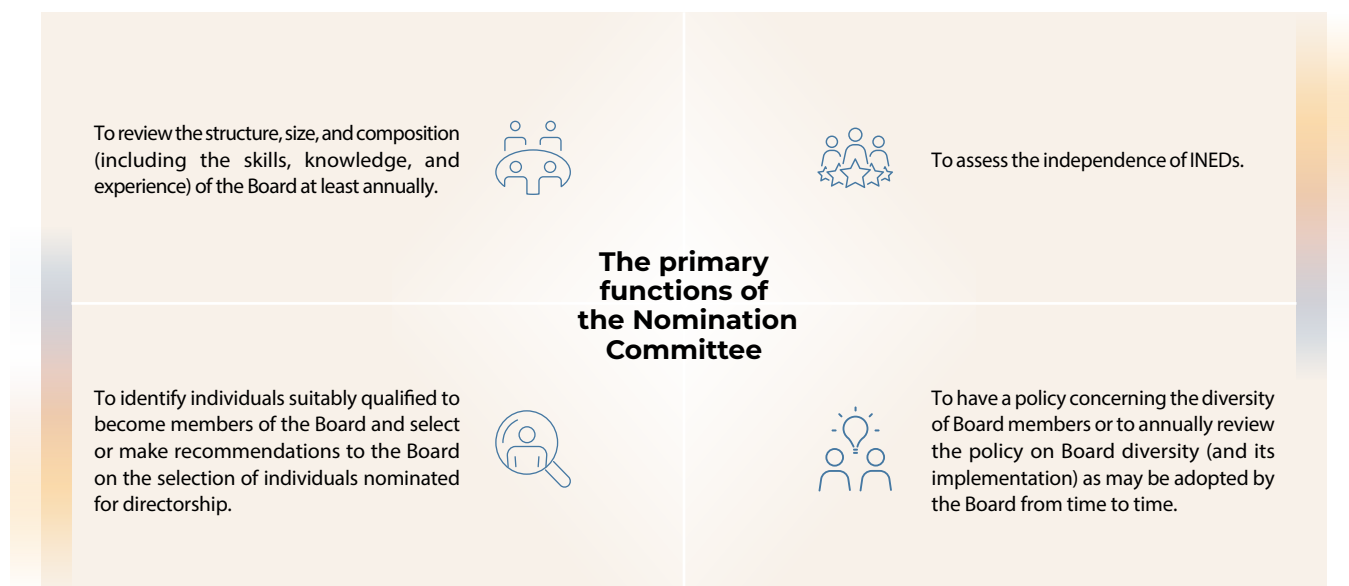 To review the structure, size, and composition
(including the skills, knowledge, and
experience) of the Board at least annually.
To assess the independence of INEDs.
The primary
functions of
the Nomination
Committee
To identify individuals suitably qualified to
become members of the Board and select
or make recommendations to the Board
on the selection of individuals nominated
for directorship.
To have a policy concerning the diversity
of Board members or to annually review
the policy on Board diversity (and its
implementation) as may be adopted by
the Board from time to time.